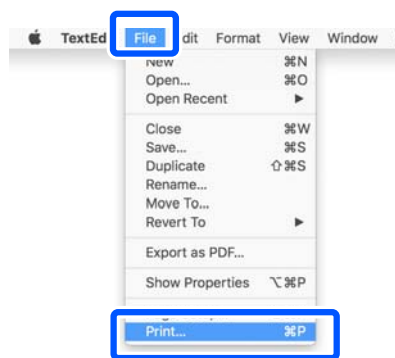 TextEd File dit Format View Window
New ⌘N
Open... ⌘O
Open Recent ▶
Close ⌘W
Save... ⌘S
Duplicate ⇧⌘S
Rename...
Move To...
Revert To ▶
Export as PDF...
Show Properties ⌥⌘P
Print... ⌘P